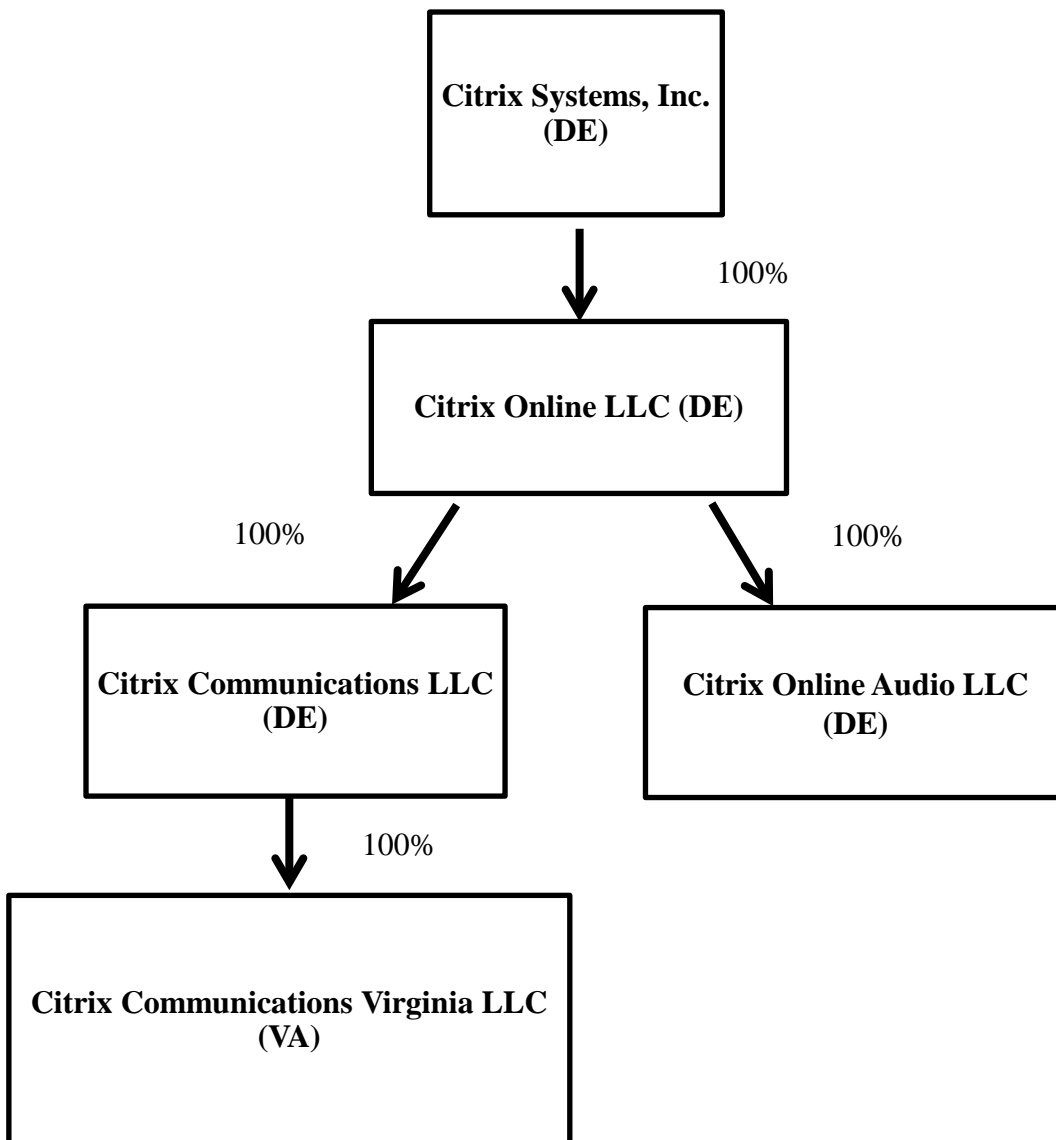 Citrix Systems, Inc.
(DE)
100%
Citrix Online LLC (DE)
100%
100%
Citrix Communications LLC
(DE)
Citrix Online Audio LLC
(DE)
100%
Citrix Communications Virginia LLC
(VA)